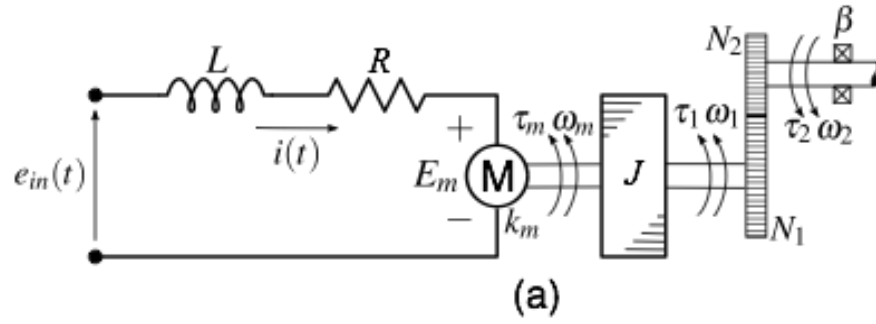 L
R
N₂
β
i(t)
+
τₘ ωₘ
τ₁ ω₁
τ₂ ω₂
eᵢₙ(t)
Eₘ
M
J
−
kₘ
N₁
(a)